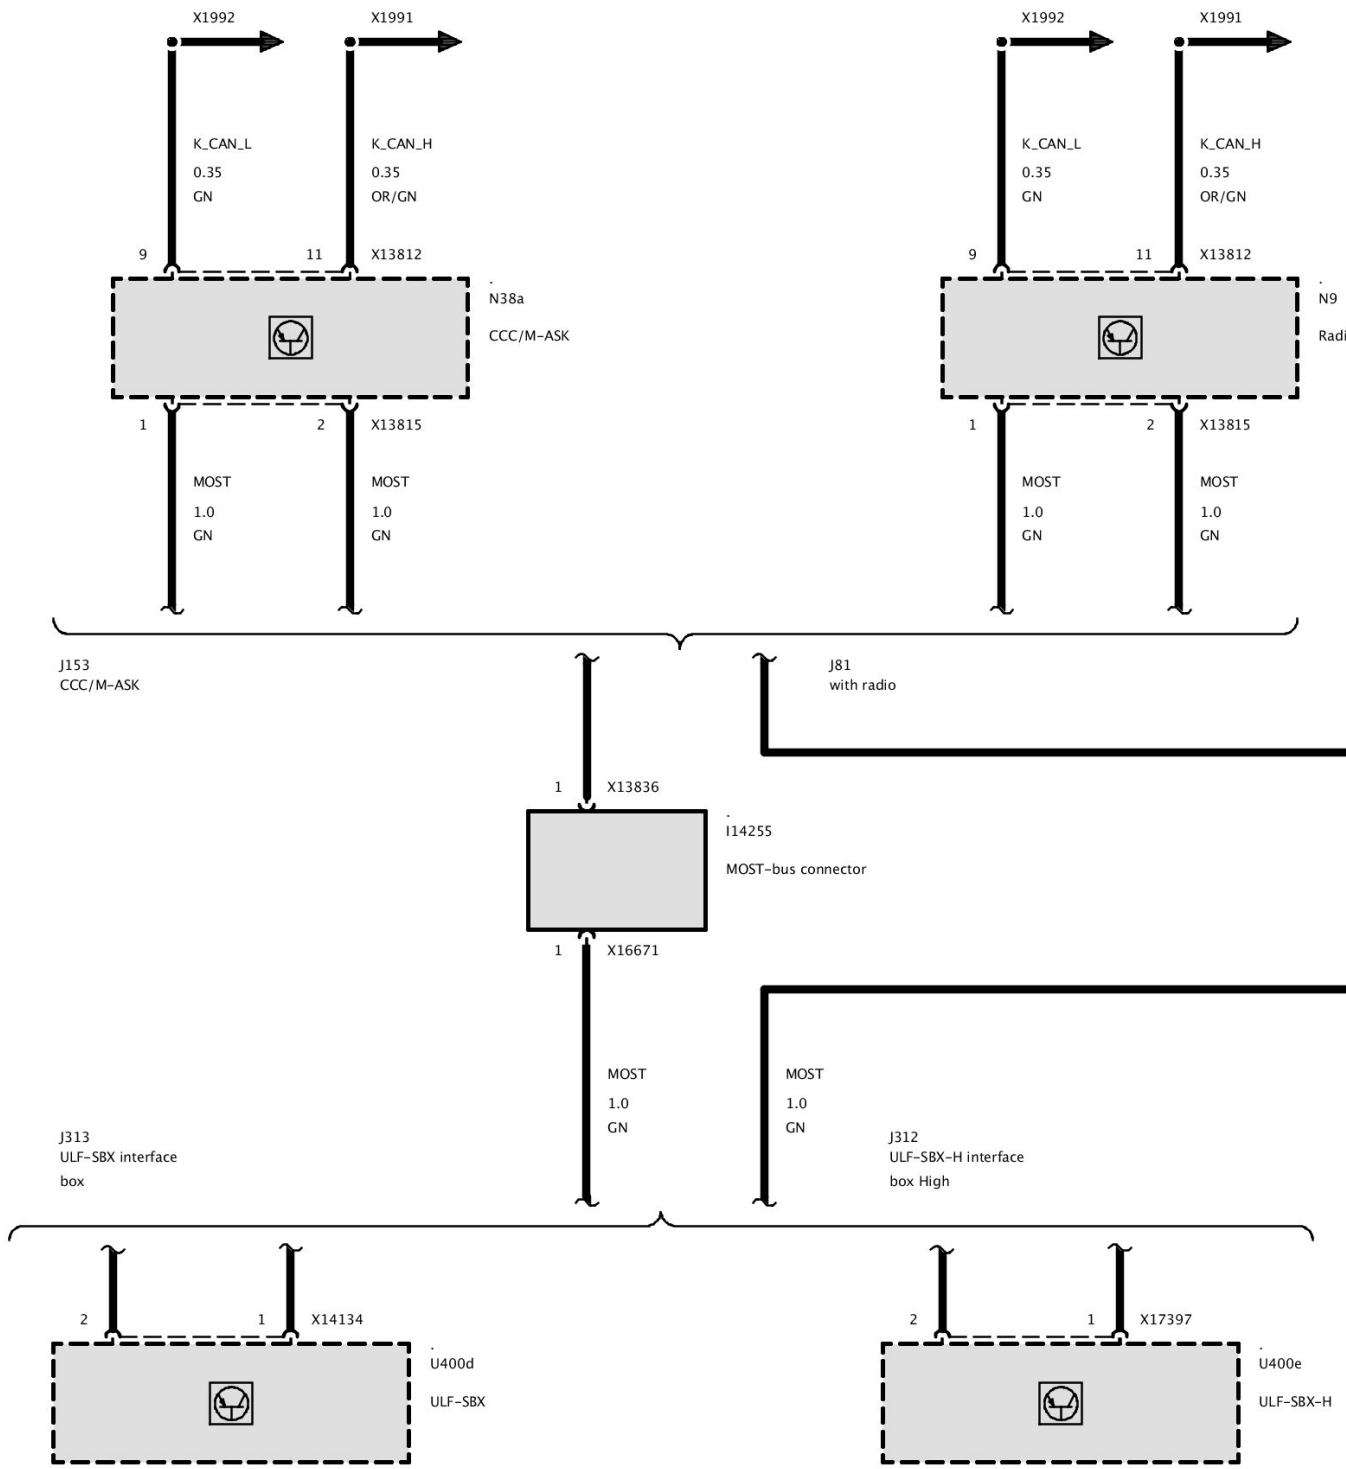 X1992
X1991
X1992
X1991
K_CAN_L
0.35
GN
K_CAN_H
0.35
OR/GN
K_CAN_L
0.35
GN
K_CAN_H
0.35
OR/GN
9
11
X13812
9
11
X13812
N38a
CCC/M-ASK
N9
Radi
1
2
X13815
1
2
X13815
MOST
1.0
GN
MOST
1.0
GN
MOST
1.0
GN
MOST
1.0
GN
J153
CCC/M-ASK
J81
with radio
1
X13836
I14255
MOST-bus connector
1
X16671
MOST
1.0
GN
MOST
1.0
GN
J313
ULF-SBX interface
box
J312
ULF-SBX-H interface
box High
2
1
X14134
2
1
X17397
U400d
ULF-SBX
U400e
ULF-SBX-H